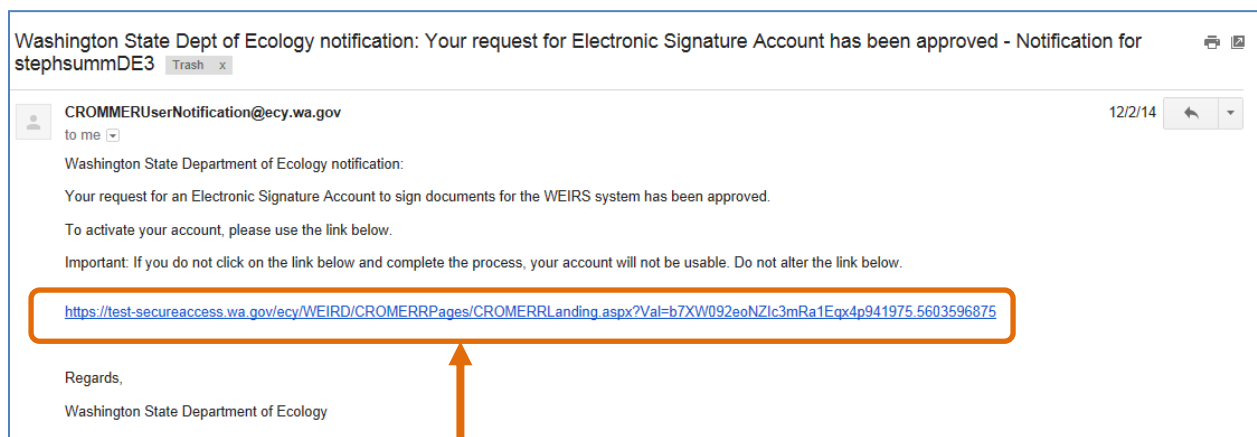 Washington State Dept of Ecology notification: Your request for Electronic Signature Account has been approved - Notification for
stephsummDE3 Trash x
CROMMERUserNotification@ecy.wa.gov 12/2/14
to me
Washington State Department of Ecology notification:
Your request for an Electronic Signature Account to sign documents for the WEIRS system has been approved.
To activate your account, please use the link below.
Important: If you do not click on the link below and complete the process, your account will not be usable. Do not alter the link below.
https://test-secureaccess.wa.gov/ecy/WEIRD/CROMERRPages/CROMERRLanding.aspx?Val=b7XW092eoNZIc3mRa1Eqx4p941975.5603596875
Regards,
Washington State Department of Ecology